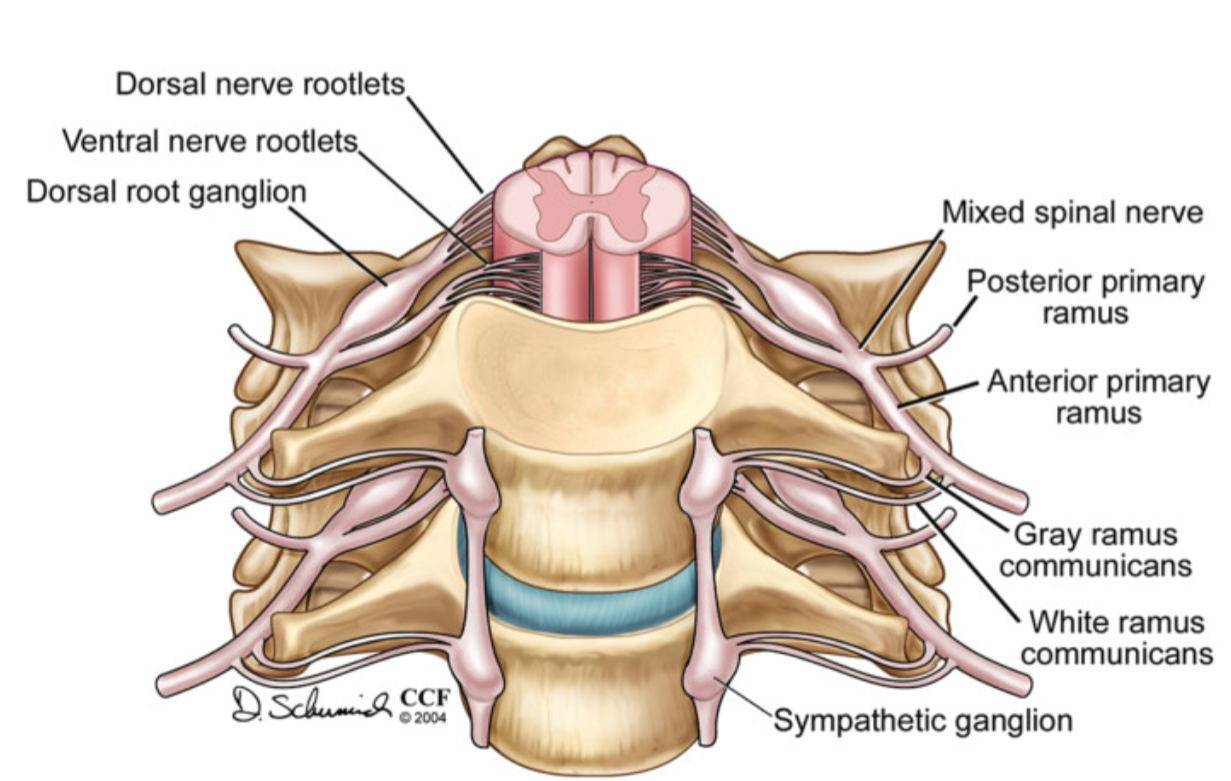 Dorsal nerve rootlets
Ventral nerve rootlets
Dorsal root ganglion
Mixed spinal nerve
Posterior primary
ramus
Anterior primary
ramus
Gray ramus
communicans
White ramus
communicans
Sympathetic ganglion
CCF
© 2004